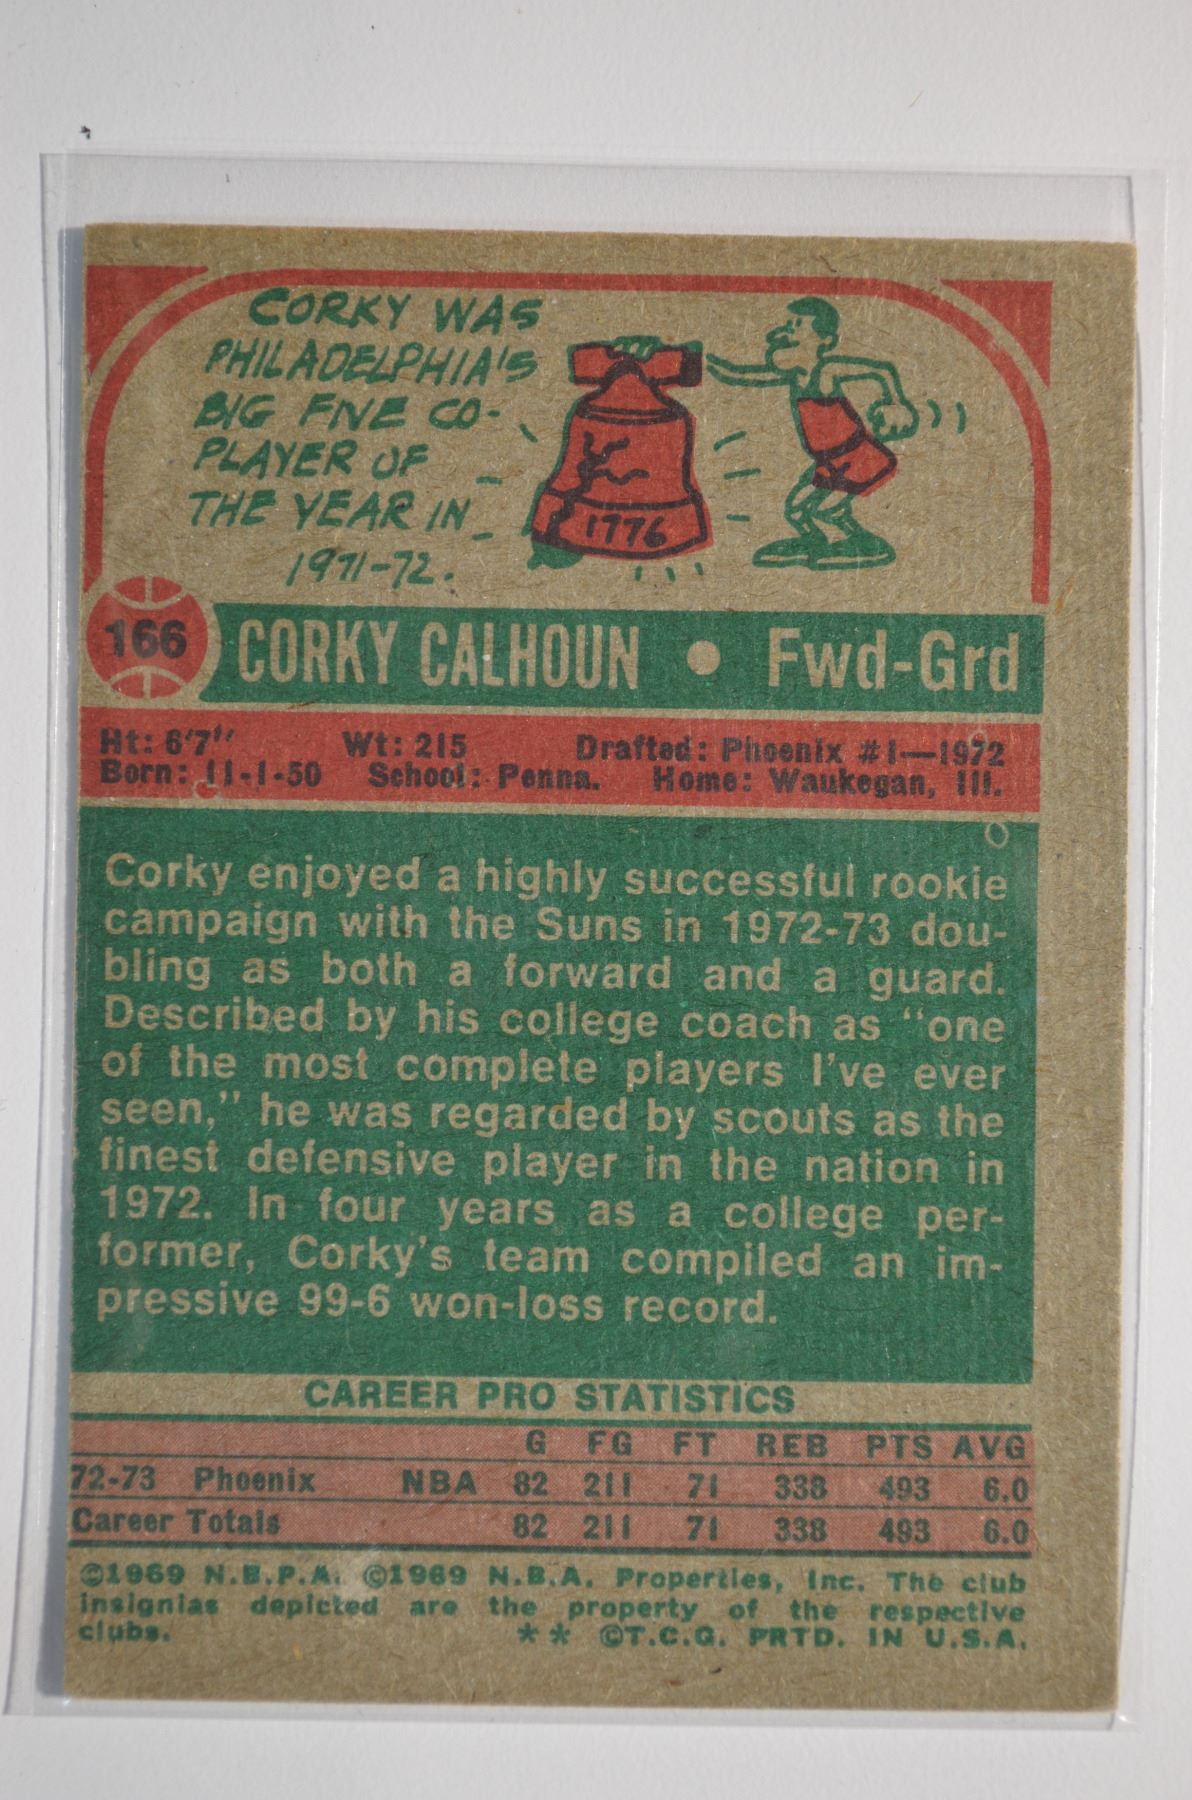 CORKY WAS
PHILADELPHIA'S
BIG FIVE CO-
PLAYER OF
THE YEAR IN
1971-72.
1776
166 CORKY CALHOUN • Fwd-Grd
Ht: 6'7" Wt: 215 Drafted: Phoenix #1—1972
Born: 11-1-50 School: Penna. Home: Waukegan, Ill.
Corky enjoyed a highly successful rookie
campaign with the Suns in 1972-73 dou-
bling as both a forward and a guard.
Described by his college coach as "one
of the most complete players I've ever
seen," he was regarded by scouts as the
finest defensive player in the nation in
1972. In four years as a college per-
former, Corky's team compiled an im-
pressive 99-6 won-loss record.
CAREER PRO STATISTICS
G FG FT REB PTS AVG
72-73 Phoenix NBA 82 211 71 338 493 6.0
Career Totals 82 211 71 338 493 6.0
©1969 N.B.P.A. ©1969 N.B.A. Properties, Inc. The club
insignias depicted are the property of the respective
clubs. ** ©T.C.G. PRTD. IN U.S.A.